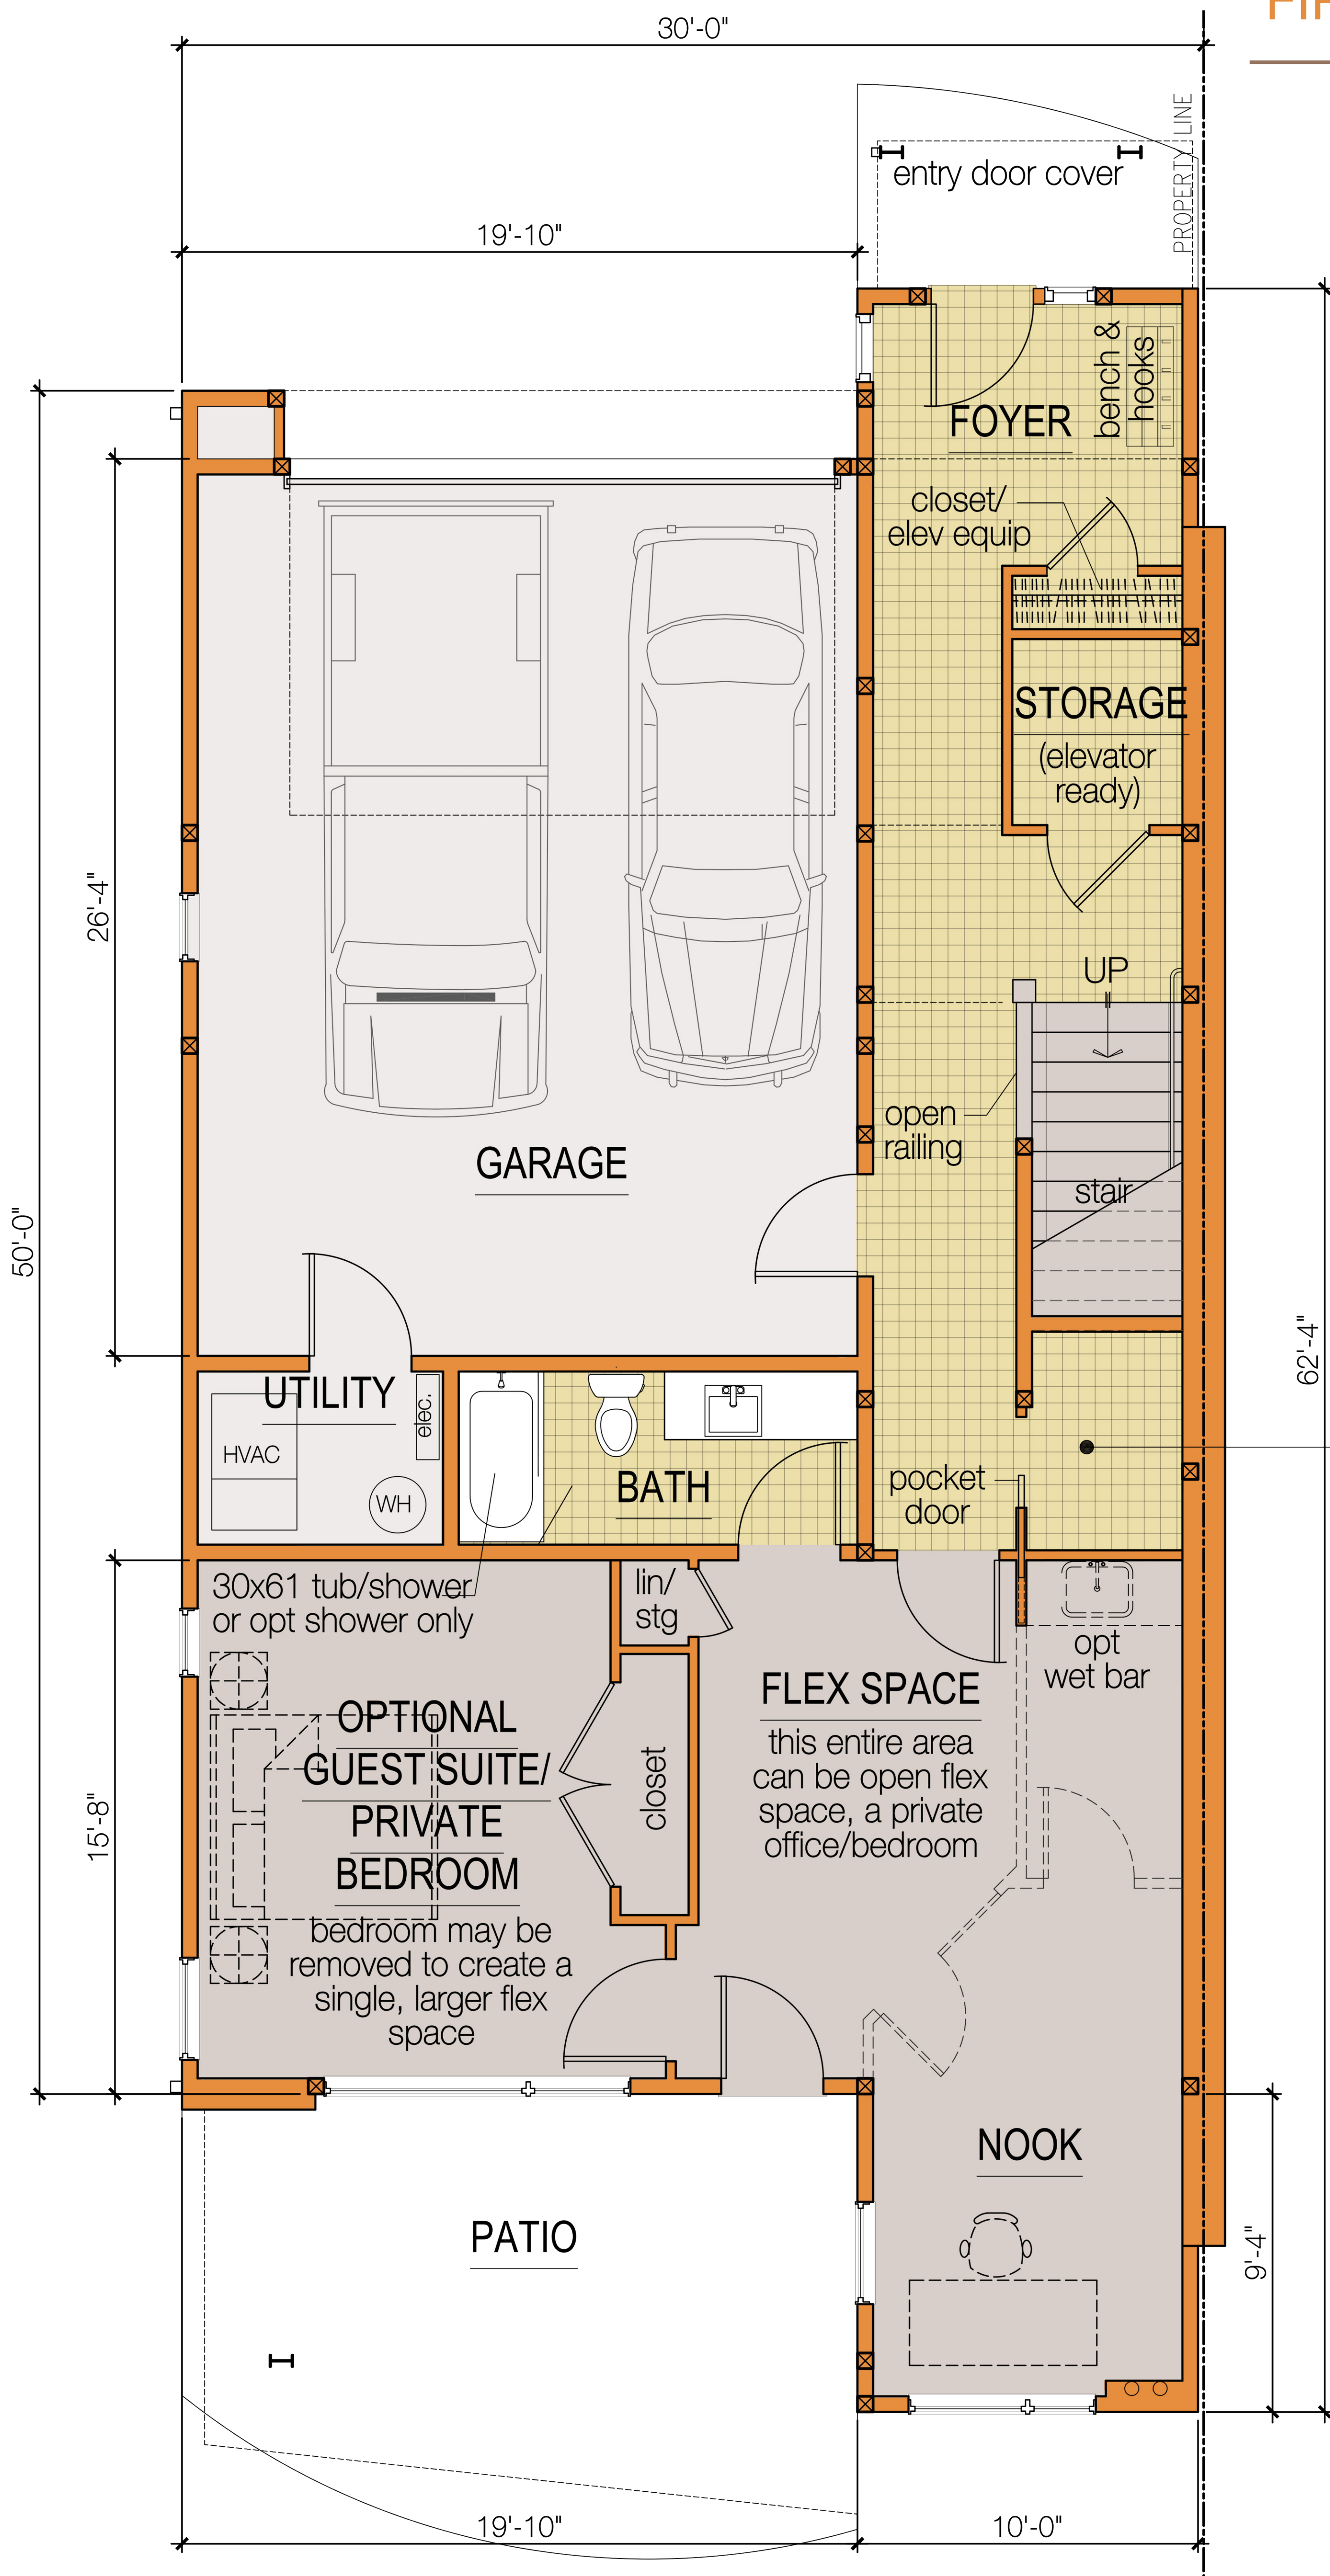 30'-0"
PROPERTY LINE
entry door cover
19'-10"
FOYER
bench &
hooks
closet/
elev equip
STORAGE
(elevator
ready)
26'-4"
UP
open
railing
stair
GARAGE
50'-0"
62'-4"
UTILITY
elec.
HVAC
WH
BATH
pocket
door
30x61 tub/shower
or opt shower only
lin/
stg
opt
wet bar
FLEX SPACE
this entire area
can be open flex
space, a private
office/bedroom
OPTIONAL
GUEST SUITE/
PRIVATE
BEDROOM
bedroom may be
removed to create a
single, larger flex
space
closet
15'-8"
NOOK
PATIO
9'-4"
19'-10"
10'-0"